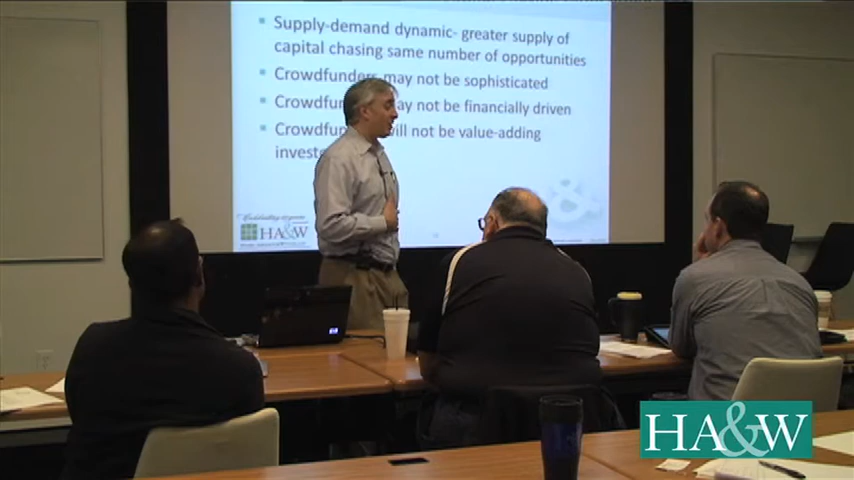 Supply-demand dynamic- greater supply of
capital chasing same number of opportunities
Crowdfunders may not be sophisticated
may not be financially driven
will not be value-adding
HA&W
HA&W